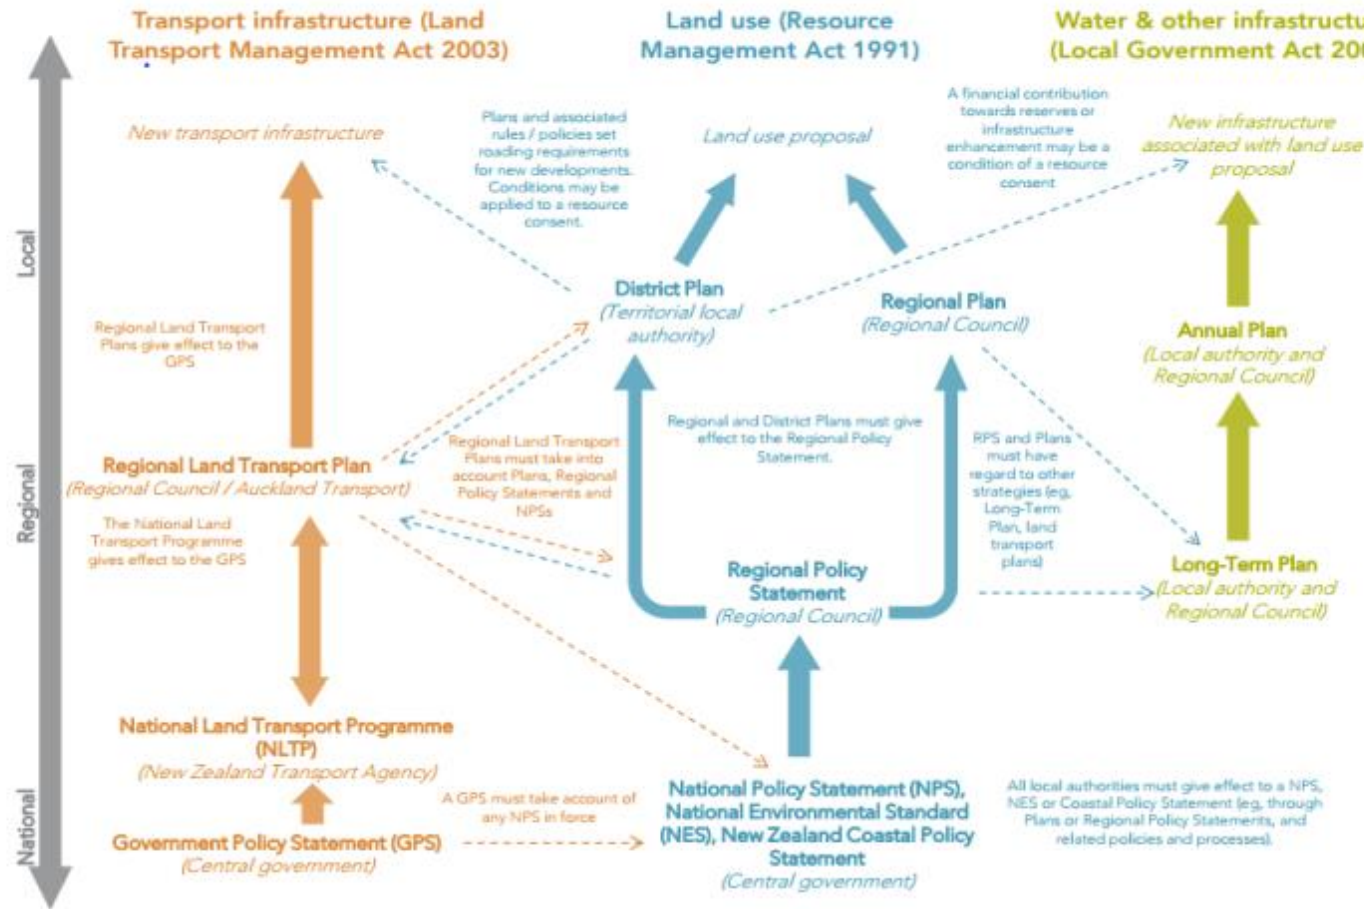 Transport infrastructure (Land
Transport Management Act 2003)
Land use (Resource
Management Act 1991)
Water & other infrastructu
(Local Government Act 20
New transport infrastructure
Plans and associated
rules / policies set
roading requirements
for new developments.
Conditions may be
applied to a resource
consent.
Land use proposal
A financial contribution
towards reserves or
infrastructure
enhancement may be a
condition of a resource
consent
New infrastructure
associated with land use
proposal
Local
District Plan
(Territorial local
authority)
Regional Plan
(Regional Council)
Regional Land Transport
Plans give effect to the
GPS
Annual Plan
(Local authority and
Regional Council)
Regional and District Plans must give
effect to the Regional Policy
Statement.
Regional Land Transport
Plans must take into
account Plans, Regional
Policy Statements and
NPSs
RPS and Plans
must have
regard to other
strategies (eg,
Long-Term
Plan, land
transport
plans)
Regional
Regional Land Transport Plan
(Regional Council / Auckland Transport)
The National Land
Transport Programme
gives effect to the GPS
Regional Policy
Statement
(Regional Council)
Long-Term Plan
(Local authority and
Regional Council)
National Land Transport Programme
(NLTP)
(New Zealand Transport Agency)
National
A GPS must take account of
any NPS in force
Government Policy Statement (GPS)
(Central government)
National Policy Statement (NPS),
National Environmental Standard
(NES), New Zealand Coastal Policy
Statement
(Central government)
All local authorities must give effect to a NPS,
NES or Coastal Policy Statement (eg, through
Plans or Regional Policy Statements, and
related policies and processes).